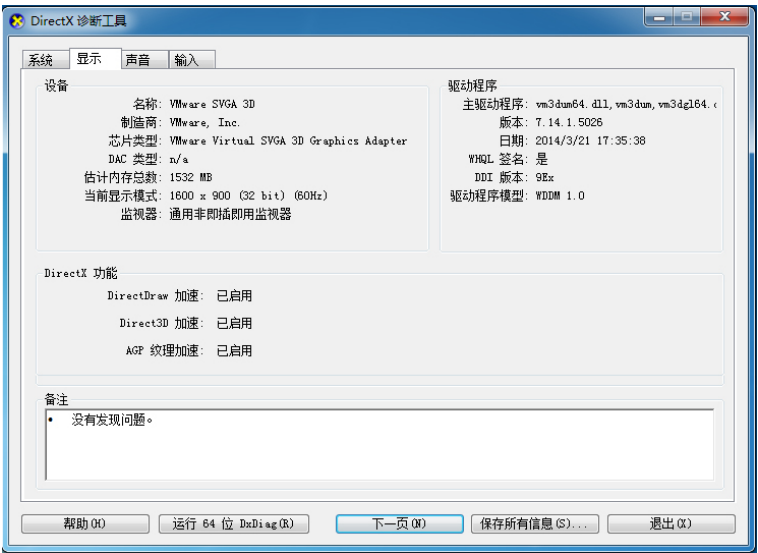 DirectX 诊断工具
系统 显示 声音 输入
设备
名称: VMware SVGA 3D
制造商: VMware, Inc.
芯片类型: VMware Virtual SVGA 3D Graphics Adapter
DAC 类型: n/a
估计内存总数: 1532 MB
当前显示模式: 1600 x 900 (32 bit) (60Hz)
监视器: 通用非即插即用监视器
驱动程序
主驱动程序: vm3dum64.dll,vm3dum,vm3dgl64.
版本: 7.14.1.5026
日期: 2014/3/21 17:35:38
WHQL 签名: 是
DDI 版本: 9Ex
驱动程序模型: WDDM 1.0
DirectX 功能
DirectDraw 加速: 已启用
Direct3D 加速: 已启用
AGP 纹理加速: 已启用
备注
• 没有发现问题。
帮助(H) 运行 64 位 DxDiag(R) 下一页(N) 保存所有信息(S)... 退出(X)